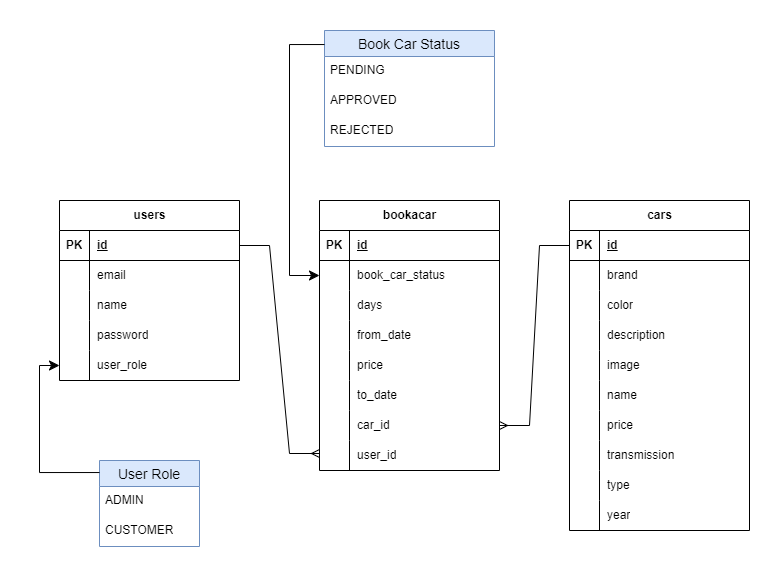 Book Car Status
PENDING
APPROVED
REJECTED
users
PK id
email
name
password
user_role
bookacar
PK id
book_car_status
days
from_date
price
to_date
car_id
user_id
cars
PK id
brand
color
description
image
name
price
transmission
type
year
User Role
ADMIN
CUSTOMER